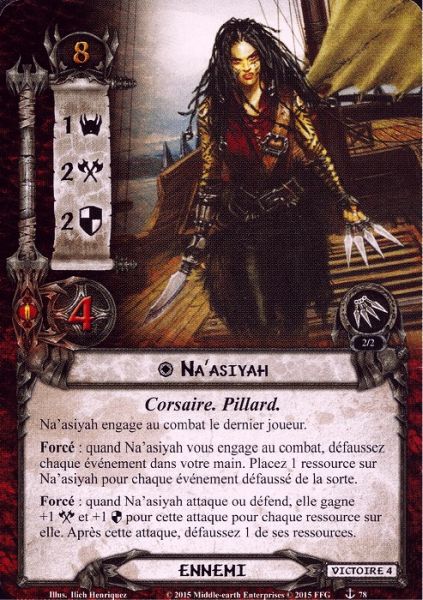 8
1
2
2
4
2/2
Na'asiyah
Corsaire. Pillard.
Na'asiyah engage au combat le dernier joueur.
Forcé : quand Na'asiyah vous engage au combat, défaussez
chaque événement dans votre main. Placez 1 ressource sur
Na'asiyah pour chaque événement défaussé de la sorte.
Forcé : quand Na'asiyah attaque ou défend, elle gagne
+1 et +1 pour cette attaque pour chaque ressource sur
elle. Après cette attaque, défaussez 1 de ses ressources.
ENNEMI
VICTOIRE 4
Illus. Ilich Henriquez © 2015 Middle-earth Enterprises © 2015 FFG 78